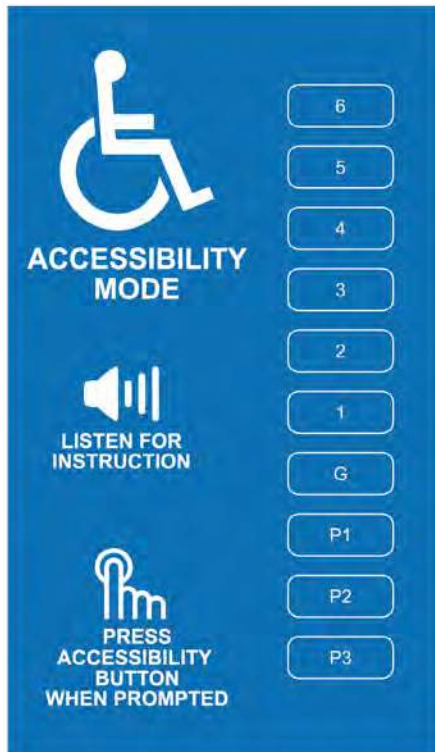 ACCESSIBILITY
MODE
LISTEN FOR
INSTRUCTION
PRESS
ACCESSIBILITY
BUTTON
WHEN PROMPTED
6
5
4
3
2
1
G
P1
P2
P3